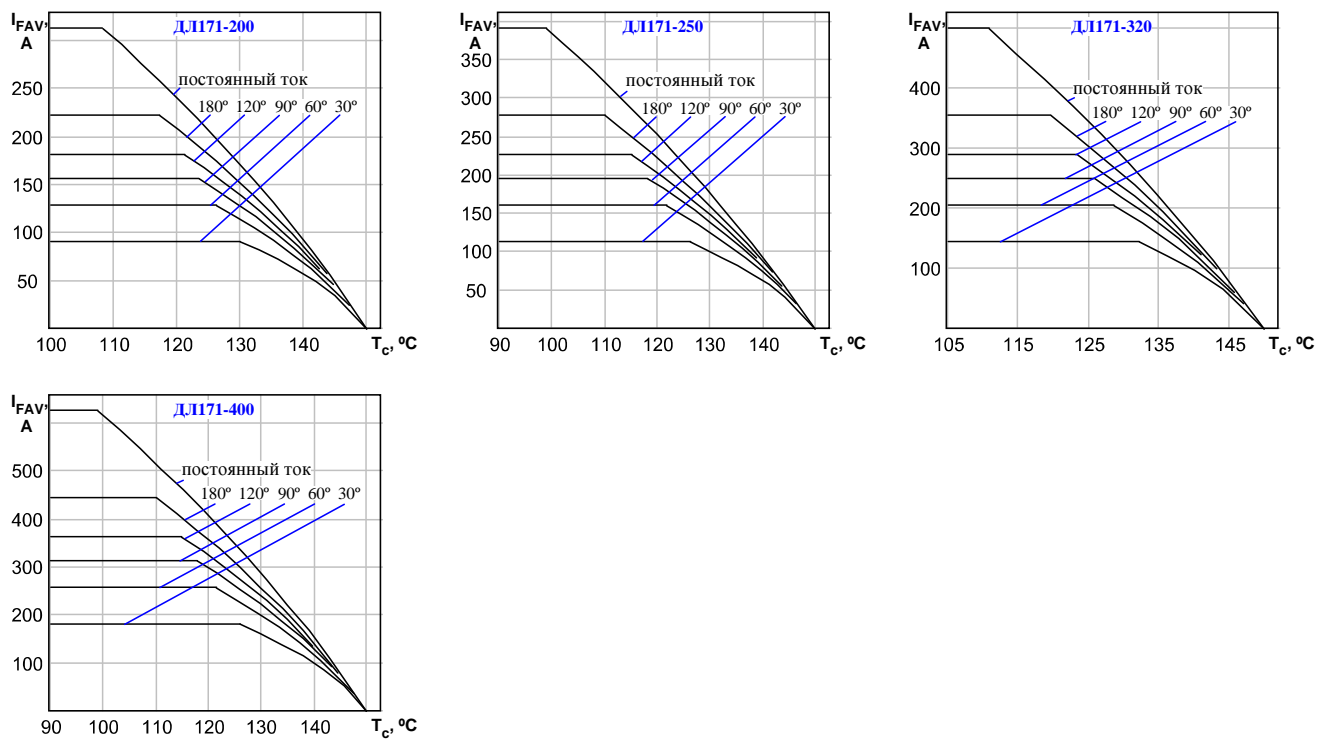 I_FAV, A
ДЛ171-200
постоянный ток
180º 120º 90º 60º 30º
250
200
150
100
50
100 110 120 130 140 T_c, ºC
I_FAV, A
ДЛ171-250
постоянный ток
180º 120º 90º 60º 30º
350
300
250
200
150
100
50
90 100 110 120 130 140 T_c, ºC
I_FAV, A
ДЛ171-320
постоянный ток
180º 120º 90º 60º 30º
400
300
200
100
105 115 125 135 145 T_c, ºC
I_FAV, A
ДЛ171-400
постоянный ток
180º 120º 90º 60º 30º
500
400
300
200
100
90 100 110 120 130 140 T_c, ºC